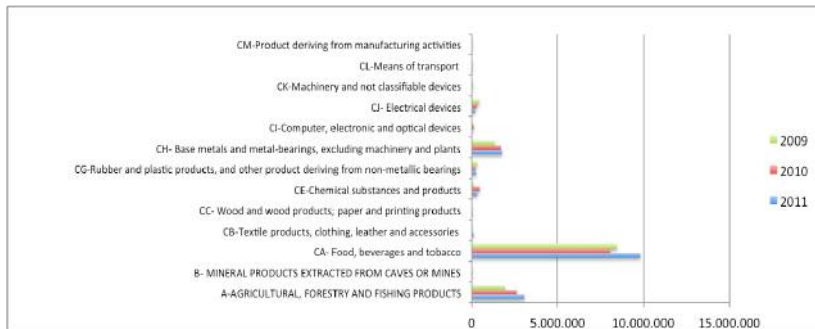 CM-Product deriving from manufacturing activities
CL-Means of transport
CK-Machinery and not classifiable devices
CJ- Electrical devices
CI-Computer, electronic and optical devices
CH- Base metals and metal-bearings, excluding machinery and plants
CG-Rubber and plastic products, and other product deriving from non-metallic bearings
CE-Chemical substances and products
CC- Wood and wood products; paper and printing products
CB-Textile products, clothing, leather and accessories
CA- Food, beverages and tobacco
B- MINERAL PRODUCTS EXTRACTED FROM CAVES OR MINES
A-AGRICULTURAL, FORESTRY AND FISHING PRODUCTS
0 5.000.000 10.000.000 15.000.000
2009
2010
2011